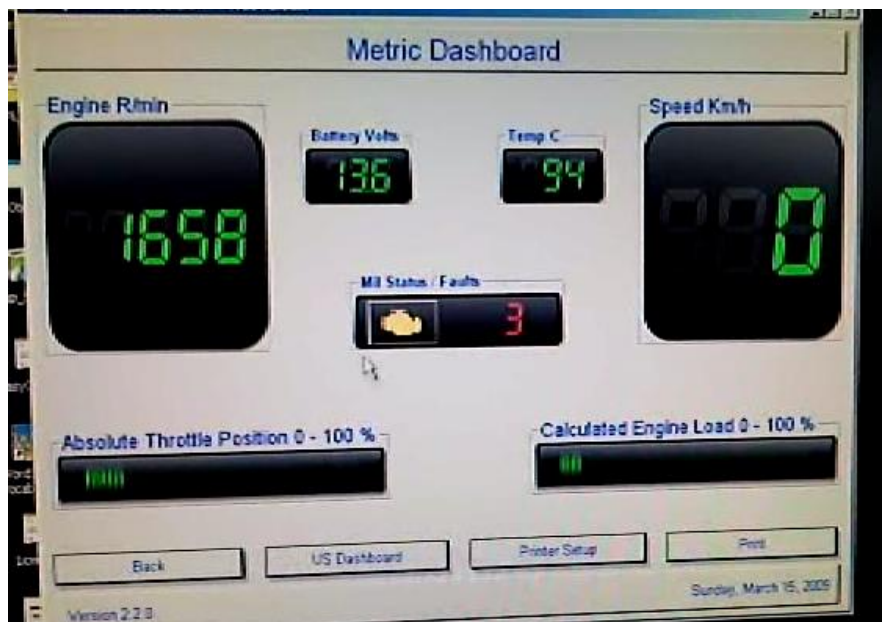 Metric Dashboard
Engine R/min
Speed Km/h
Battery Volts
Temp C
13.6
94
1658
0
Mil Status / Faults
3
Absolute Throttle Position 0 - 100 %
Calculated Engine Load 0 - 100 %
Back
US Dashboard
Printer Setup
Print
Sunday, March 15, 2009
Version 2.2.8